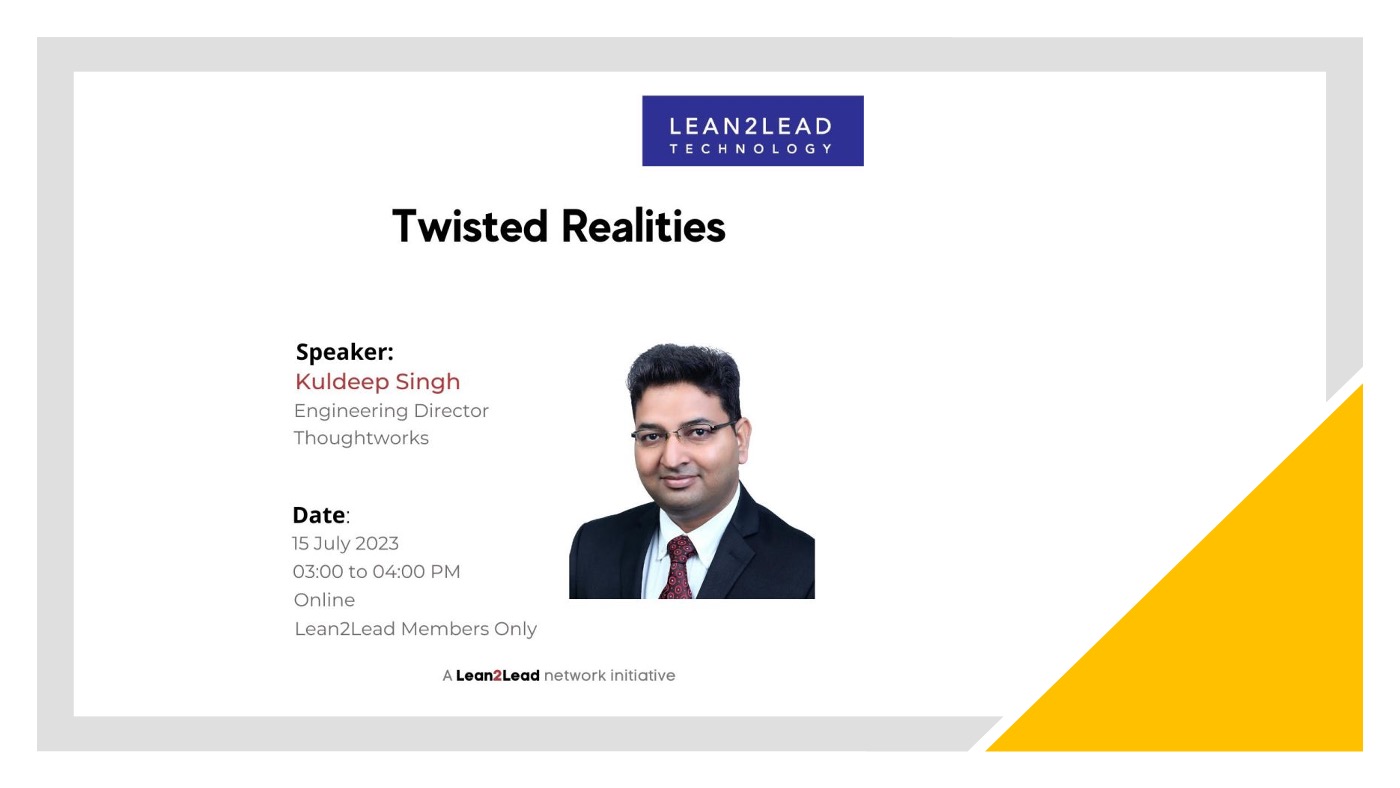 LEAN2LEAD
TECHNOLOGY
Twisted Realities
Speaker:
Kuldeep Singh
Engineering Director
Thoughtworks
Date:
15 July 2023
03:00 to 04:00 PM
Online
Lean2Lead Members Only
A Lean2Lead network initiative